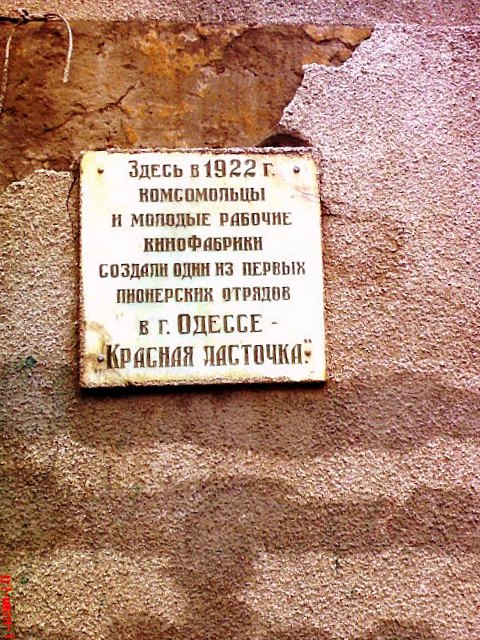 Здесь в 1922 г.
комсомольцы
и молодые рабочие
кинофабрики
создали один из первых
пионерских отрядов
в г. Одессе -
"Красная ласточка"